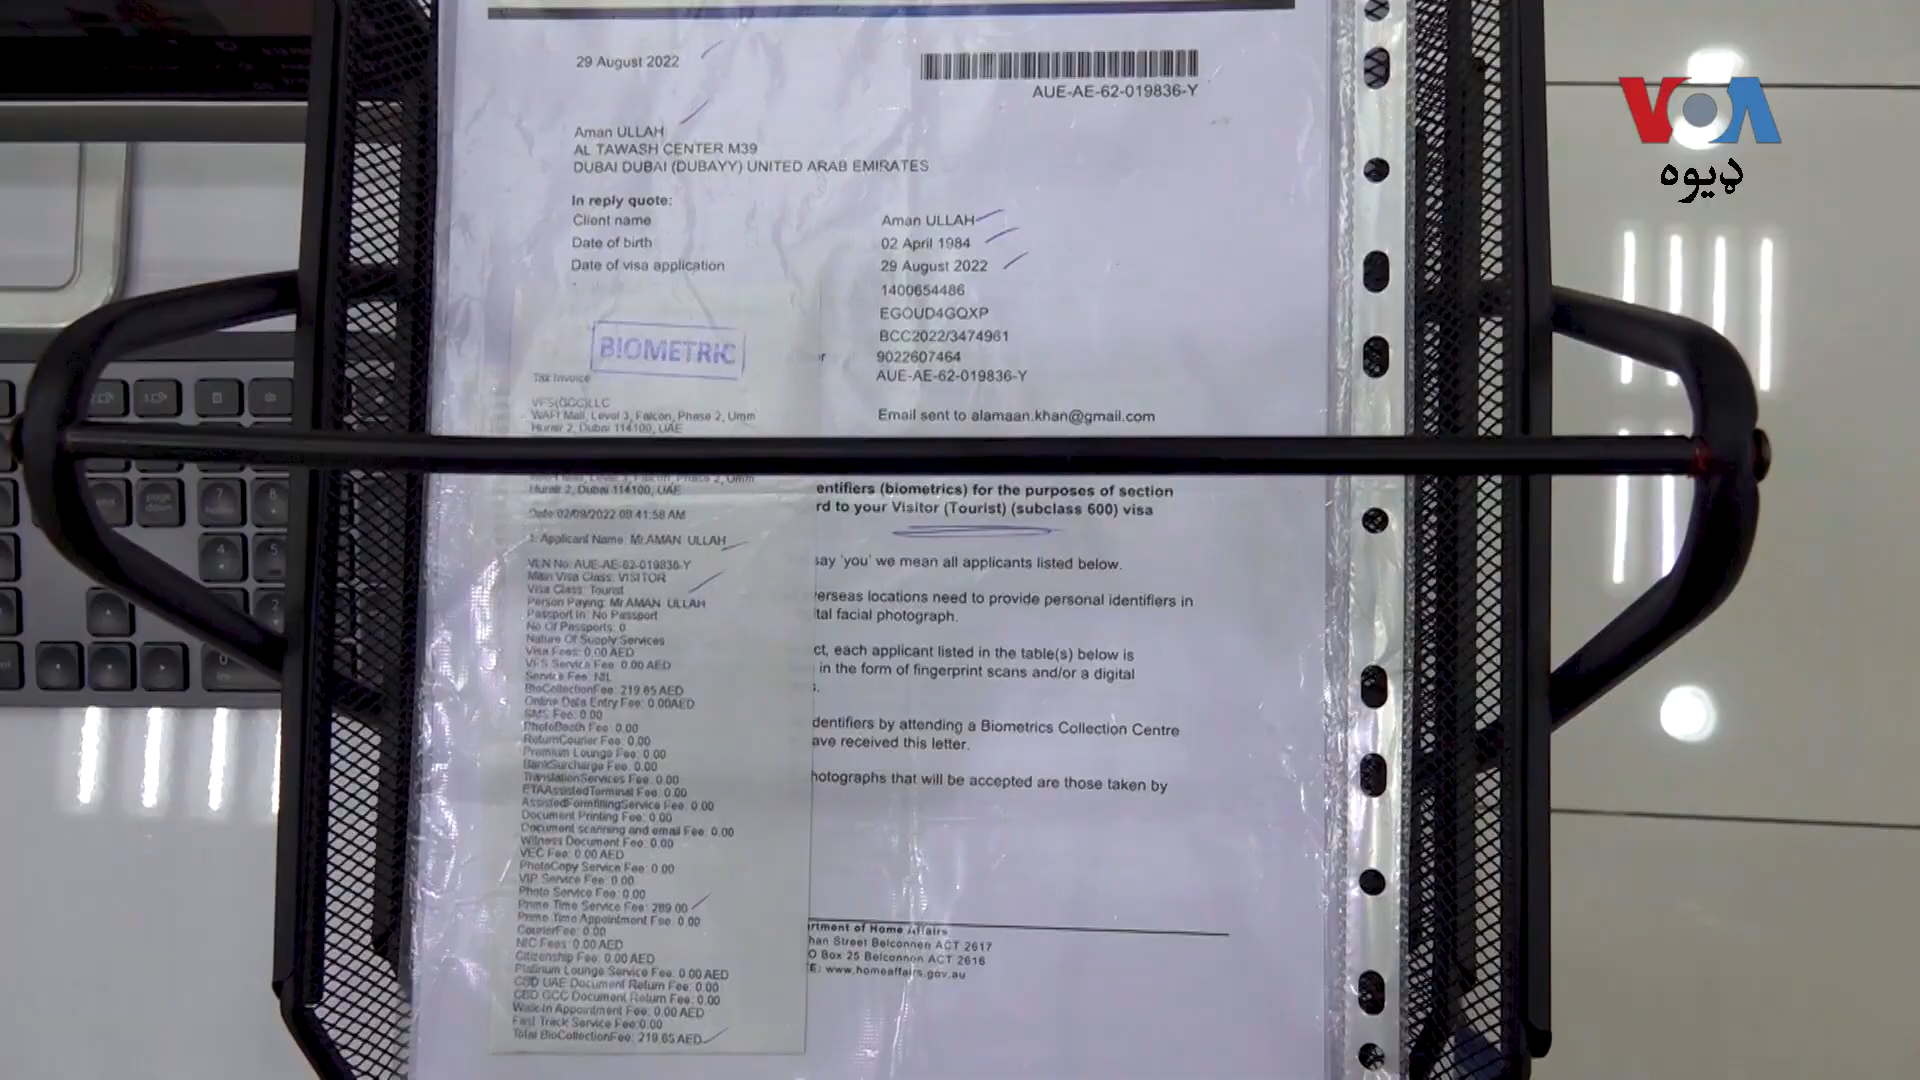 29 August 2022
AUE-AE-62-019836-Y
VOA
ډیوه
Aman ULLAH
AL TAWASH CENTER M39
DUBAI DUBAI (DUBAYY) UNITED ARAB EMIRATES
In reply quote:
Client name Aman ULLAH
Date of birth 02 April 1984
Date of visa application 29 August 2022
1400654486
EGOUD4GQXP
BCC2022/3474961
9022607464
AUE-AE-62-019836-Y
Email sent to alamaan.khan@gmail.com
entifiers (biometrics) for the purposes of section
rd to your Visitor (Tourist) (subclass 600) visa
say 'you' we mean all applicants listed below.
verseas locations need to provide personal identifiers in
tal facial photograph.
ct, each applicant listed in the table(s) below is
in the form of fingerprint scans and/or a digital
s.
dentifiers by attending a Biometrics Collection Centre
ave received this letter.
hotographs that will be accepted are those taken by
rtment of Home Affairs
han Street Belconnen ACT 2617
O Box 25 Belconnen ACT 2616
E: www.homeaffairs.gov.au
BIOMETRIC
Tax Invoice
VFS(GCC)LLC
WAFI Mall, Level 3, Falcon, Phase 2, Umm
Hurair 2, Dubai 114100, UAE
Hurair 2, Dubai 114100, UAE
Date 02/09/2022 08:41:58 AM
1. Applicant Name: Mr.AMAN ULLAH
VLN No: AUE-AE-62-019836-Y
Main Visa Class: VISITOR
Visa Class: Tourist
Person Paying: Mr.AMAN ULLAH
Passport In: No Passport
No Of Passports: 0
Nature Of Supply Services
Visa Fees: 0.00 AED
VFS Service Fee: 0.00 AED
Service Fee: NIL
BioCollectionFee: 219.65 AED
Online Data Entry Fee: 0.00AED
SMS Fee: 0.00
PhotoBooth Fee: 0.00
ReturnCourier Fee: 0.00
Premium Lounge Fee: 0.00
BankSurcharge Fee: 0.00
TranslationServices Fee: 0.00
ETAAssistedTerminal Fee: 0.00
AssistedFormfillingService Fee: 0.00
Document Printing Fee: 0.00
Document scanning and email Fee: 0.00
Witness Document Fee: 0.00
VEC Fee: 0.00 AED
PhotoCopy Service Fee: 0.00
VIP Service Fee: 0.00
Photo Service Fee: 0.00
Prime Time Service Fee: 289.00
Prime Time Appointment Fee: 0.00
CourierFee: 0.00
NIC Fees: 0.00 AED
Citizenship Fee: 0.00 AED
Platinum Lounge Service Fee: 0.00 AED
CBD UAE Document Return Fee: 0.00
CBD GCC Document Return Fee: 0.00
Walk-In Appointment Fee: 0.00 AED
Fast Track Service Fee:0.00
Total BioCollectionFee: 219.65 AED